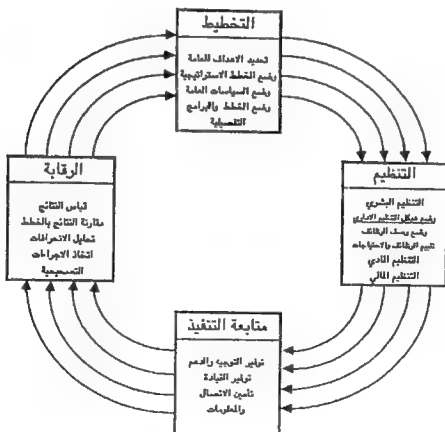 التخطيط
تحديد الاهداف العامة
وضع الخطط الاستراتيجية
وضع السياسات العامة
وضع الخطط والبرامج
التفصيلية
التنظيم
التنظيم البشري
وضع هيكل التنظيم الاداري
وضع وصف الوظائف
تقييم الوظائف والاحتياجات
التنظيم المادي
التنظيم المالي
متابعة التنفيذ
توفير التوجيه والدعم
توفير القيادة
تأمين الاتصال
والمعلومات
الرقابة
قياس النتائج
مقارنة النتائج بالخطط
تحليل الانحرافات
اتخاذ الاجراءات
التصحيحية